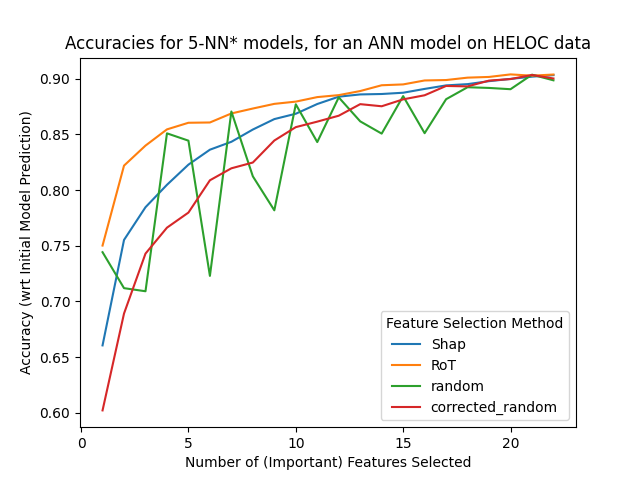 Accuracies for 5-NN* models, for an ANN model on HELOC data
Accuracy (wrt Initial Model Prediction)
0.90
0.85
0.80
0.75
0.70
0.65
0.60
Feature Selection Method
Shap
RoT
random
corrected_random
0 5 10 15 20
Number of (Important) Features Selected